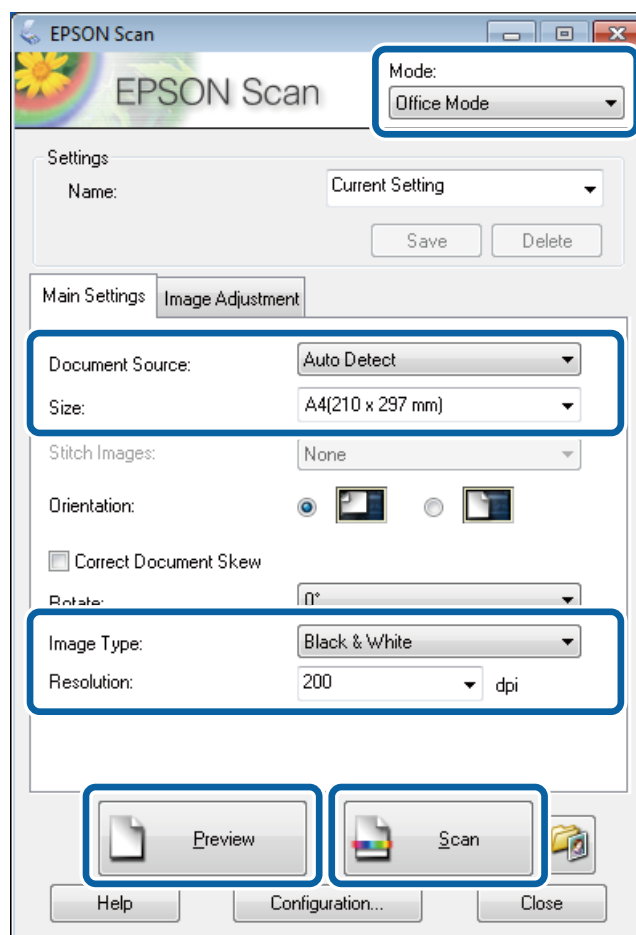 EPSON Scan
EPSON Scan
Mode:
Office Mode
Settings
Name:
Current Setting
Save
Delete
Main Settings
Image Adjustment
Document Source:
Auto Detect
Size:
A4(210 x 297 mm)
Stitch Images:
None
Orientation:
Correct Document Skew
Rotate:
0°
Image Type:
Black & White
Resolution:
200
dpi
Preview
Scan
Help
Configuration...
Close